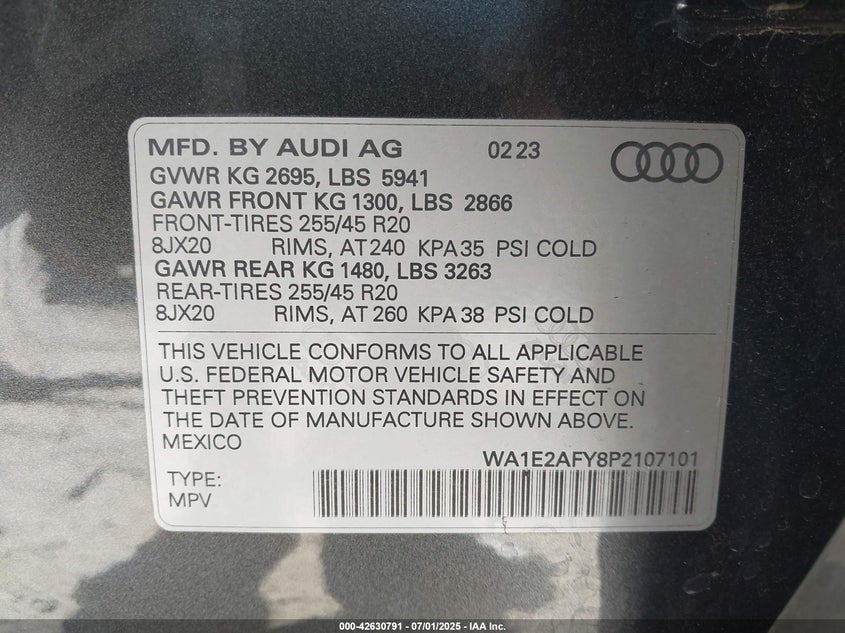 MFD. BY AUDI AG 02 23
GVWR KG 2695, LBS 5941
GAWR FRONT KG 1300, LBS 2866
FRONT-TIRES 255/45 R20
8JX20 RIMS, AT 240 KPA 35 PSI COLD
GAWR REAR KG 1480, LBS 3263
REAR-TIRES 255/45 R20
8JX20 RIMS, AT 260 KPA 38 PSI COLD
THIS VEHICLE CONFORMS TO ALL APPLICABLE
U.S. FEDERAL MOTOR VEHICLE SAFETY AND
THEFT PREVENTION STANDARDS IN EFFECT ON
THE DATE OF MANUFACTURE SHOWN ABOVE.
MEXICO
WA1E2AFY8P2107101
TYPE:
MPV
000-42630791 - 07/01/2025 - IAA Inc.